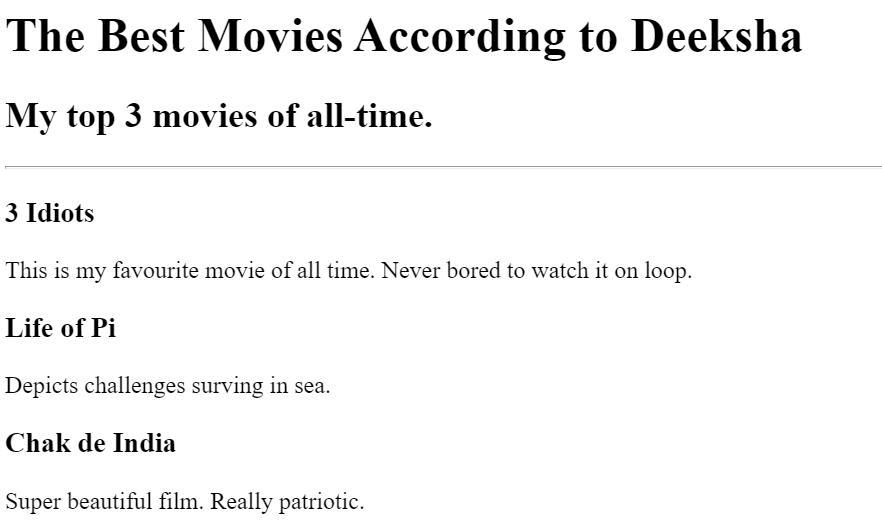 The Best Movies According to Deeksha
My top 3 movies of all-time.
3 Idiots
This is my favourite movie of all time. Never bored to watch it on loop.
Life of Pi
Depicts challenges surving in sea.
Chak de India
Super beautiful film. Really patriotic.